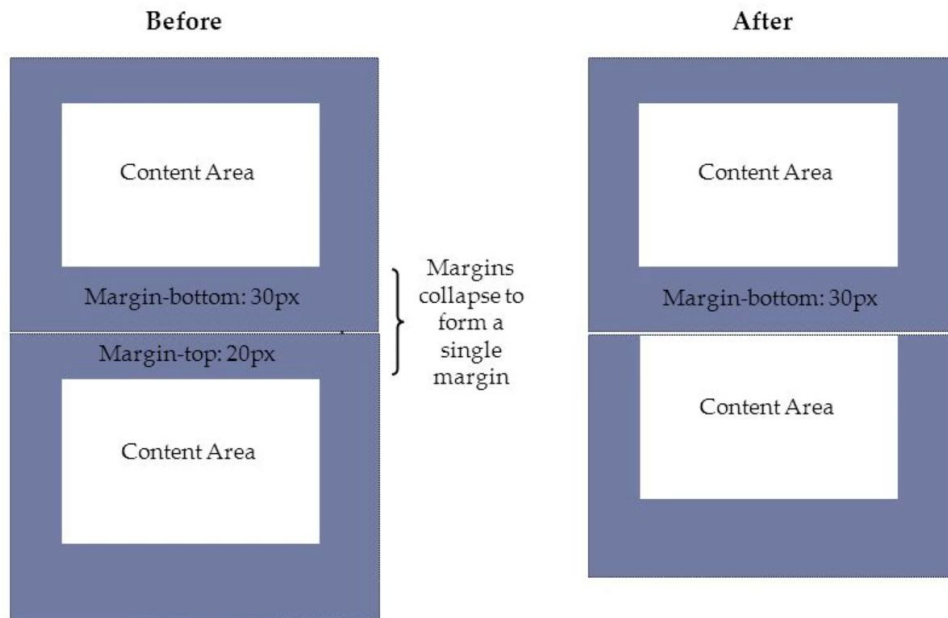 Before
Content Area
Margin-bottom: 30px
Margin-top: 20px
Content Area
Margins
collapse to
form a
single
margin
After
Content Area
Margin-bottom: 30px
Content Area